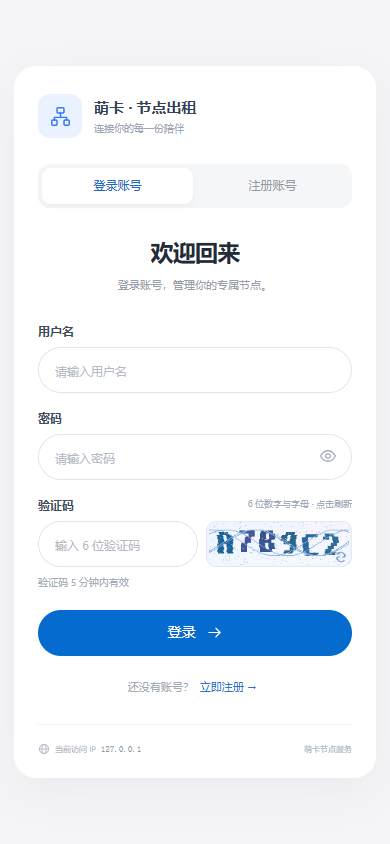 萌卡 · 节点出租
连接你的每一份陪伴
登录账号
注册账号
欢迎回来
登录账号，管理你的专属节点。
用户名
请输入用户名
密码
请输入密码
验证码
6 位数字与字母 · 点击刷新
输入 6 位验证码
A7B9C2
验证码 5 分钟内有效
登录 →
还没有账号？ 立即注册 →
当前访问 IP 127.0.0.1
萌卡节点服务